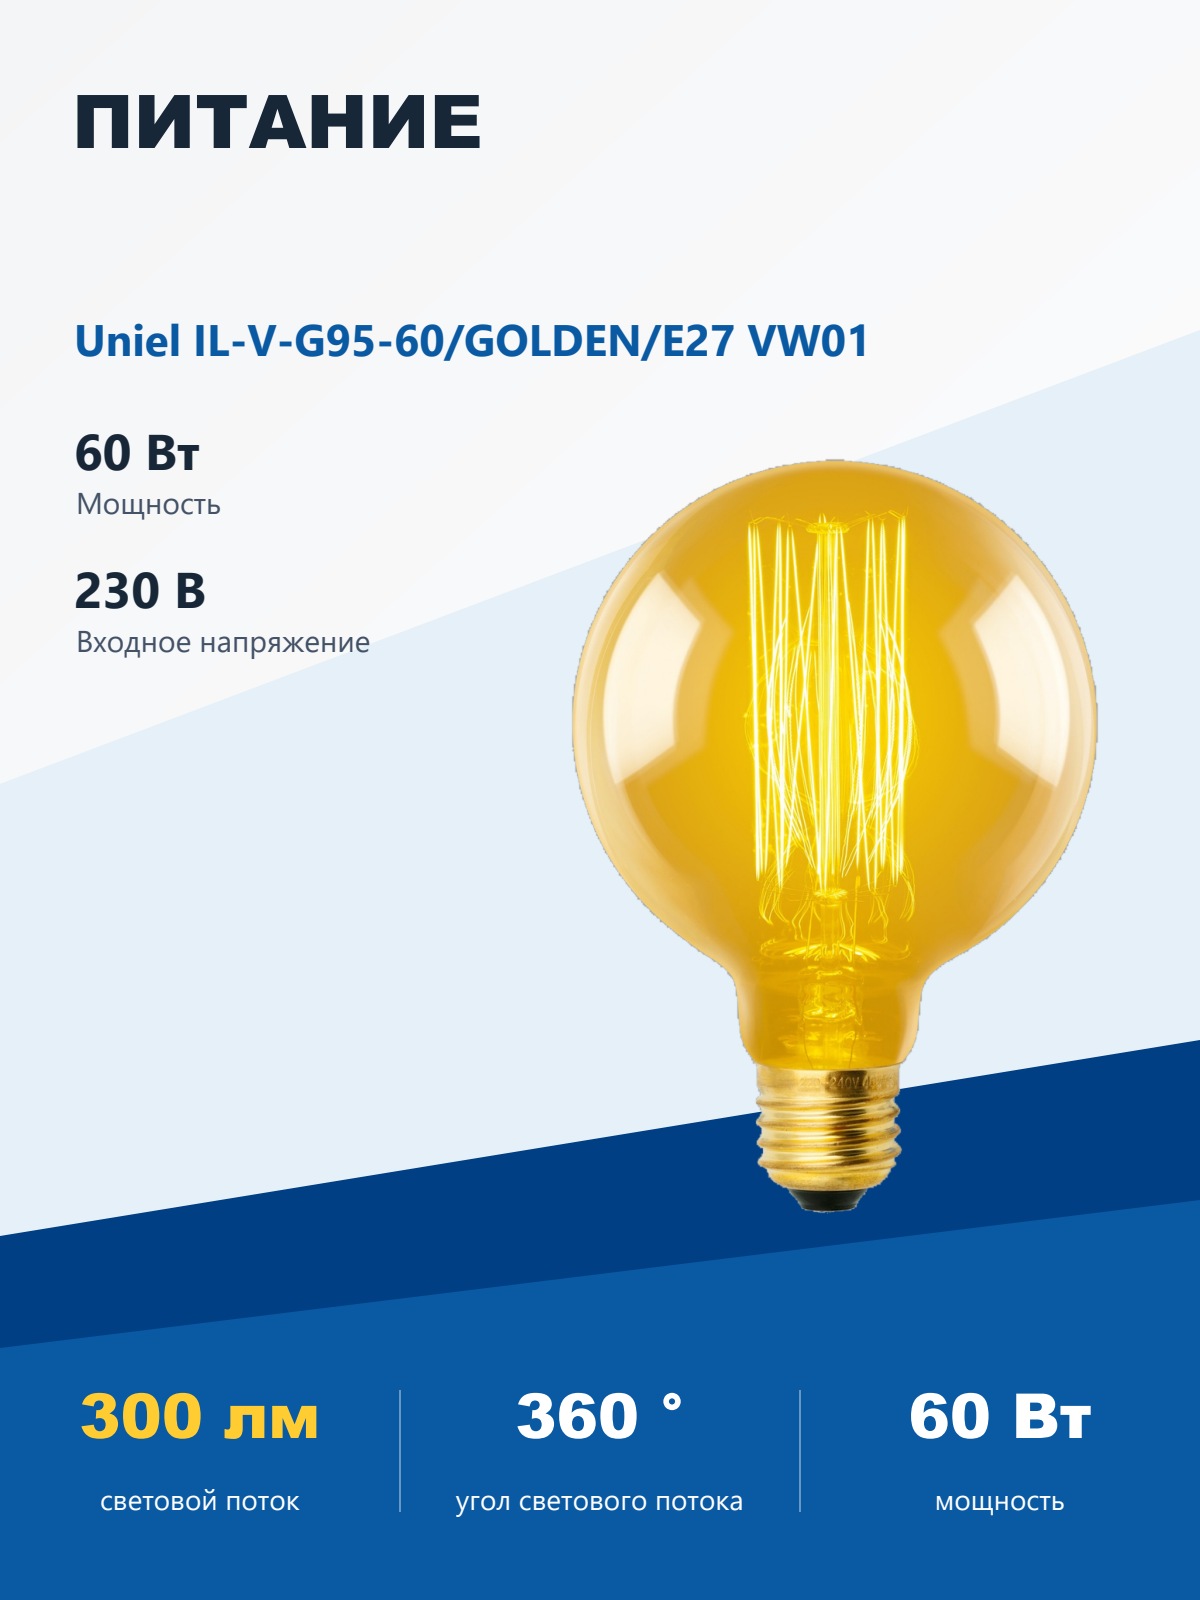 ПИТАНИЕ
Uniel IL-V-G95-60/GOLDEN/E27 VW01
60 Вт
Мощность
230 В
Входное напряжение
300 лм
световой поток
360 °
угол светового потока
60 Вт
мощность